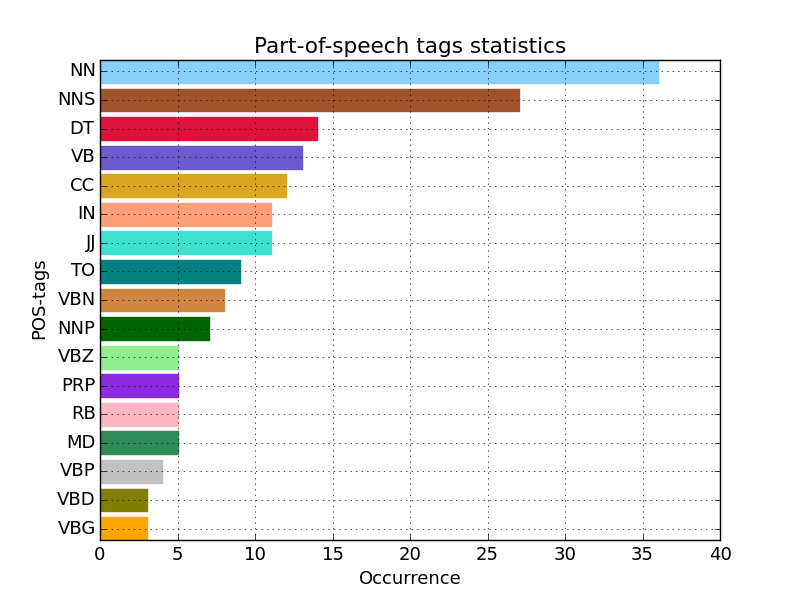 Part-of-speech tags statistics
NN
NNS
DT
VB
CC
IN
JJ
TO
VBN
NNP
VBZ
PRP
RB
MD
VBP
VBD
VBG
POS-tags
0 5 10 15 20 25 30 35 40
Occurrence